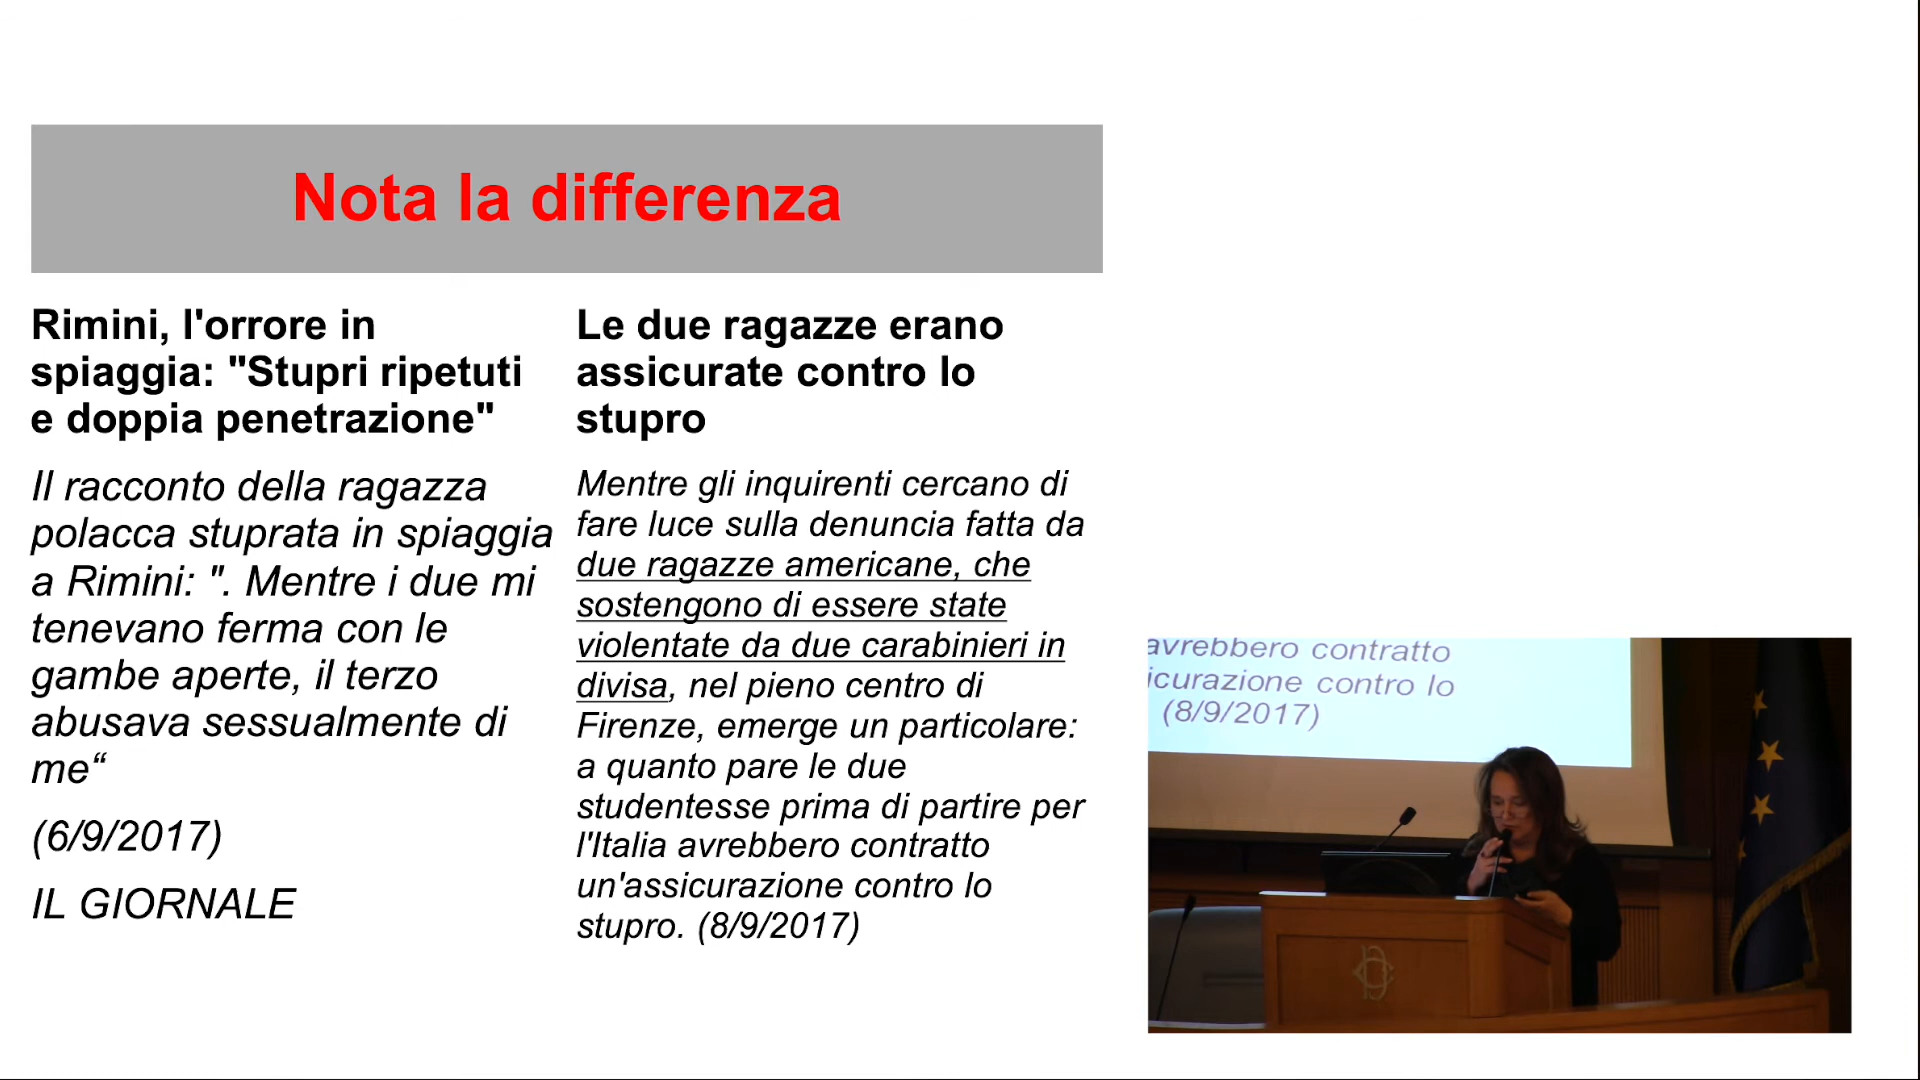 Nota la differenza
Rimini, l'orrore in
spiaggia: "Stupri ripetuti
e doppia penetrazione"
Il racconto della ragazza
polacca stuprata in spiaggia
a Rimini: ". Mentre i due mi
tenevano ferma con le
gambe aperte, il terzo
abusava sessualmente di
me“
(6/9/2017)
IL GIORNALE
Le due ragazze erano
assicurate contro lo
stupro
Mentre gli inquirenti cercano di
fare luce sulla denuncia fatta da
due ragazze americane, che
sostengono di essere state
violentate da due carabinieri in
divisa, nel pieno centro di
Firenze, emerge un particolare:
a quanto pare le due
studentesse prima di partire per
l'Italia avrebbero contratto
un'assicurazione contro lo
stupro. (8/9/2017)
avrebbero contratto
icurazione contro lo
(8/9/2017)